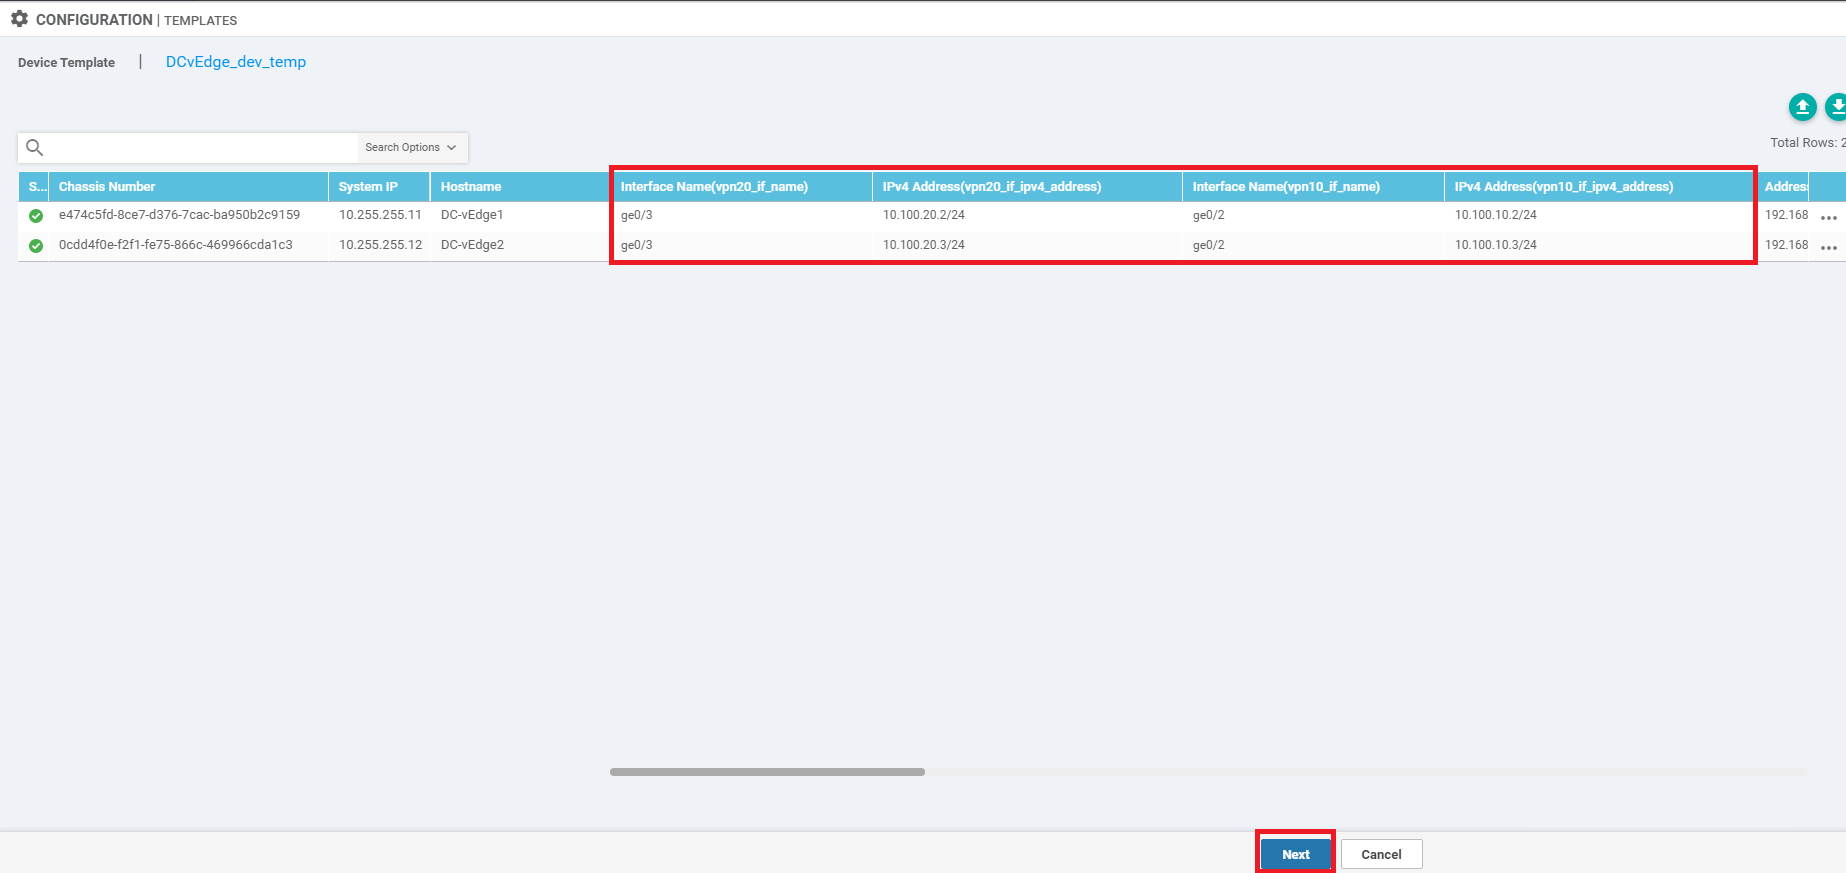 CONFIGURATION | TEMPLATES
Device Template | DCvEdge_dev_temp
Search Options
Total Rows: 2
S... Chassis Number System IP Hostname Interface Name(vpn20_if_name) IPv4 Address(vpn20_if_ipv4_address) Interface Name(vpn10_if_name) IPv4 Address(vpn10_if_ipv4_address) Address
e474c5fd-8ce7-d376-7cac-ba950b2c9159 10.255.255.11 DC-vEdge1 ge0/3 10.100.20.2/24 ge0/2 10.100.10.2/24 192.168 •••
0cdd4f0e-f2f1-fe75-866c-469966cda1c3 10.255.255.12 DC-vEdge2 ge0/3 10.100.20.3/24 ge0/2 10.100.10.3/24 192.168 •••
Next Cancel